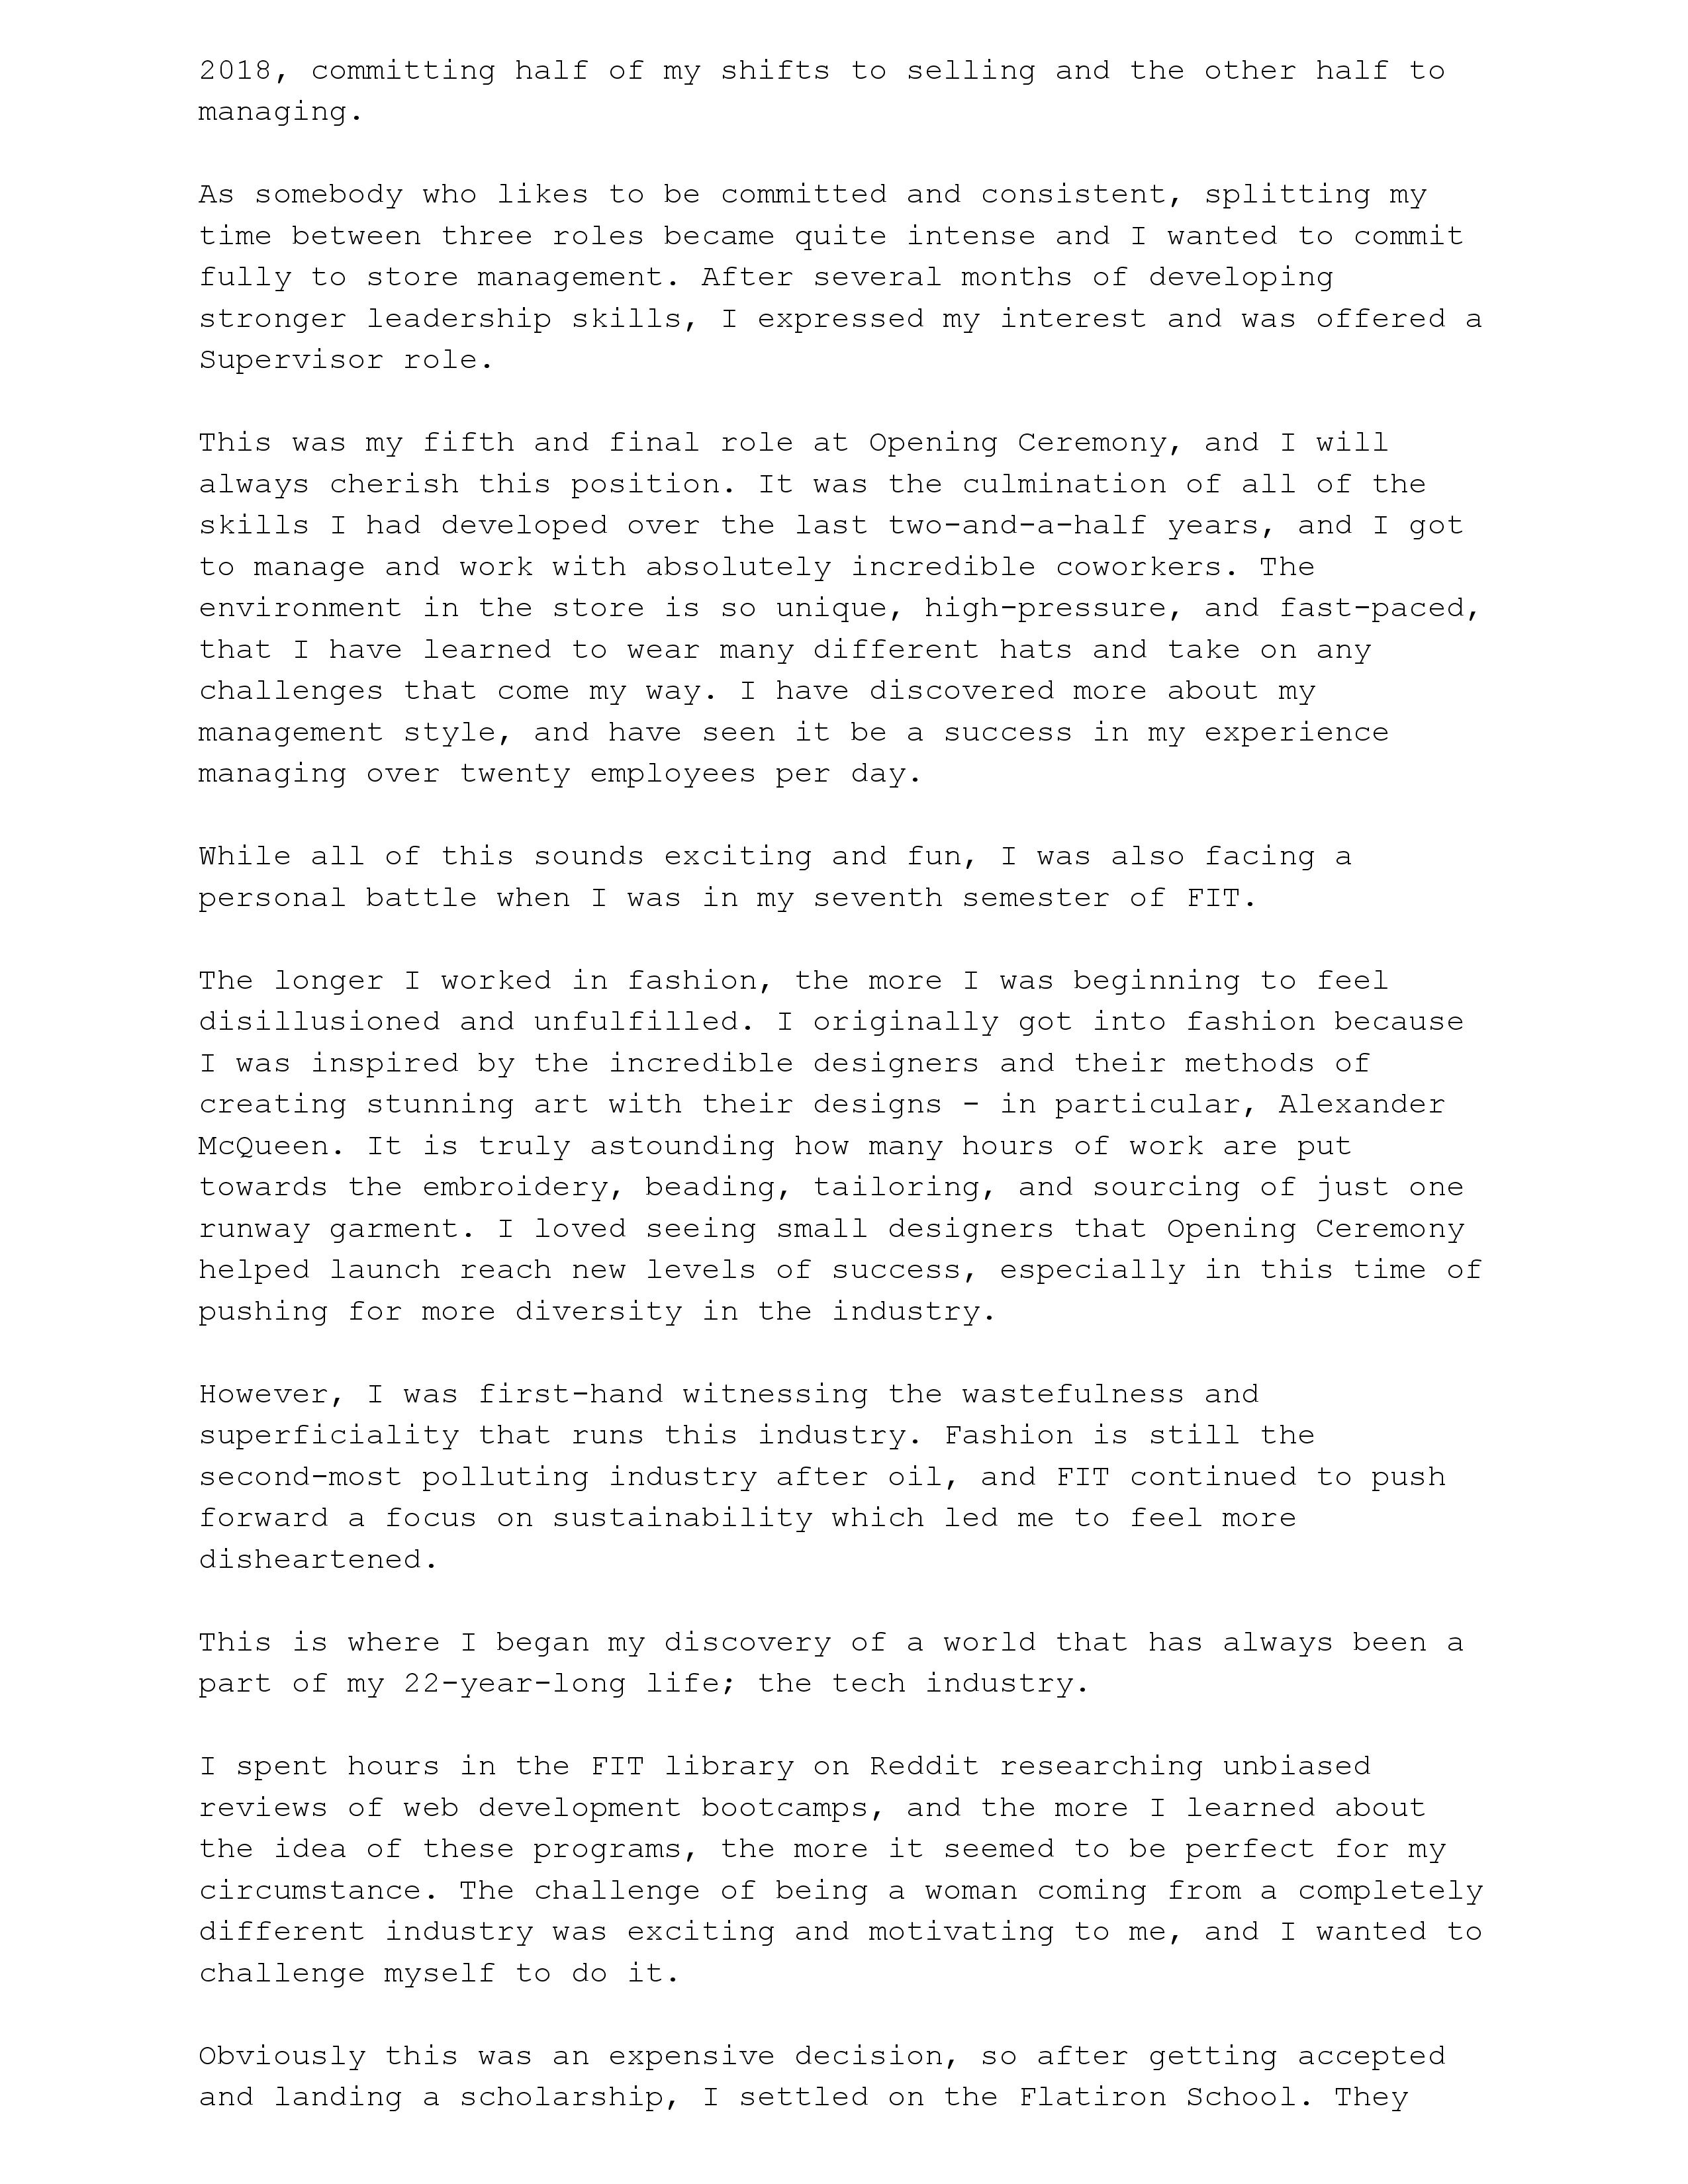 2018, committing half of my shifts to selling and the other half to
managing.
As somebody who likes to be committed and consistent, splitting my
time between three roles became quite intense and I wanted to commit
fully to store management. After several months of developing
stronger leadership skills, I expressed my interest and was offered a
Supervisor role.
This was my fifth and final role at Opening Ceremony, and I will
always cherish this position. It was the culmination of all of the
skills I had developed over the last two-and-a-half years, and I got
to manage and work with absolutely incredible coworkers. The
environment in the store is so unique, high-pressure, and fast-paced,
that I have learned to wear many different hats and take on any
challenges that come my way. I have discovered more about my
management style, and have seen it be a success in my experience
managing over twenty employees per day.
While all of this sounds exciting and fun, I was also facing a
personal battle when I was in my seventh semester of FIT.
The longer I worked in fashion, the more I was beginning to feel
disillusioned and unfulfilled. I originally got into fashion because
I was inspired by the incredible designers and their methods of
creating stunning art with their designs - in particular, Alexander
McQueen. It is truly astounding how many hours of work are put
towards the embroidery, beading, tailoring, and sourcing of just one
runway garment. I loved seeing small designers that Opening Ceremony
helped launch reach new levels of success, especially in this time of
pushing for more diversity in the industry.
However, I was first-hand witnessing the wastefulness and
superficiality that runs this industry. Fashion is still the
second-most polluting industry after oil, and FIT continued to push
forward a focus on sustainability which led me to feel more
disheartened.
This is where I began my discovery of a world that has always been a
part of my 22-year-long life; the tech industry.
I spent hours in the FIT library on Reddit researching unbiased
reviews of web development bootcamps, and the more I learned about
the idea of these programs, the more it seemed to be perfect for my
circumstance. The challenge of being a woman coming from a completely
different industry was exciting and motivating to me, and I wanted to
challenge myself to do it.
Obviously this was an expensive decision, so after getting accepted
and landing a scholarship, I settled on the Flatiron School. They